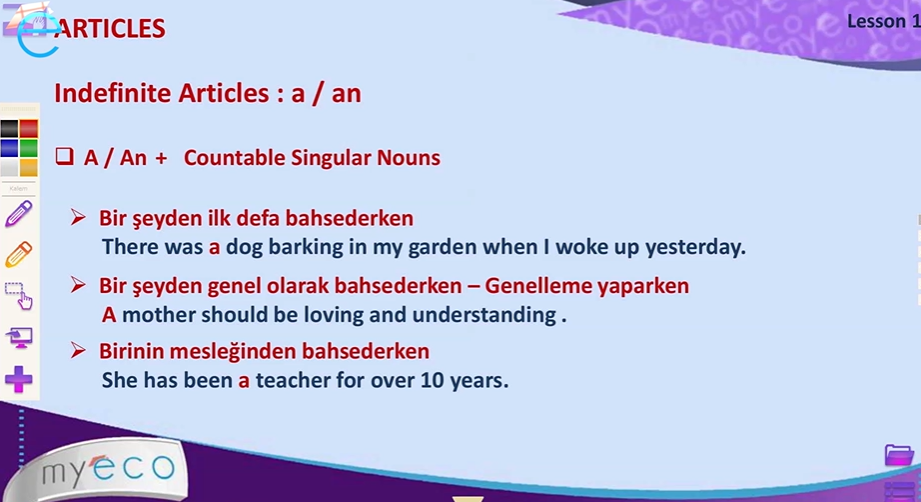 ARTICLES
Lesson 1
Indefinite Articles : a / an
A / An + Countable Singular Nouns
Bir şeyden ilk defa bahsederken
There was a dog barking in my garden when I woke up yesterday.
Bir şeyden genel olarak bahsederken – Genelleme yaparken
A mother should be loving and understanding .
Birinin mesleğinden bahsederken
She has been a teacher for over 10 years.
myeco